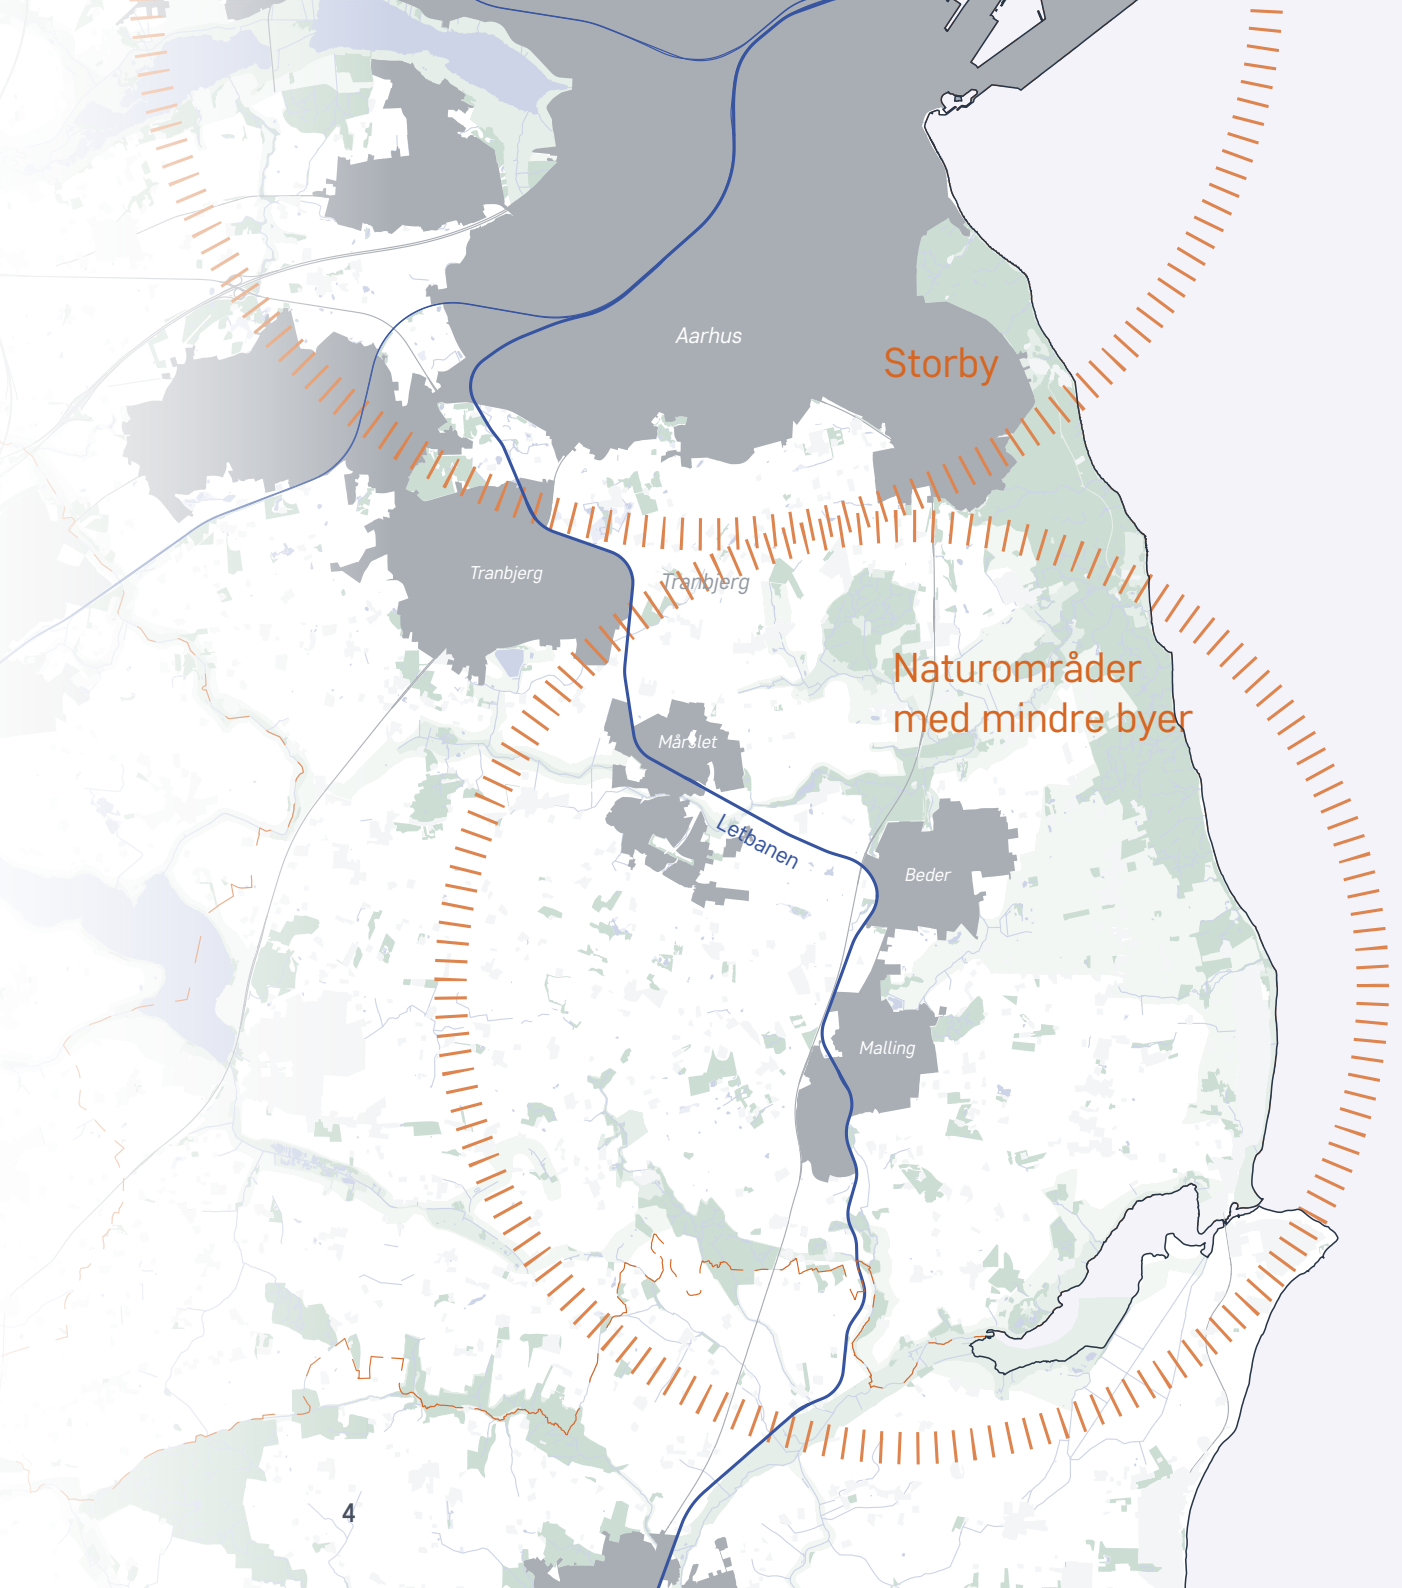 Aarhus
Storby
Tranbjerg
Tranbjerg
Naturområder
med mindre byer
Mårslet
Letbanen
Beder
Malling
4